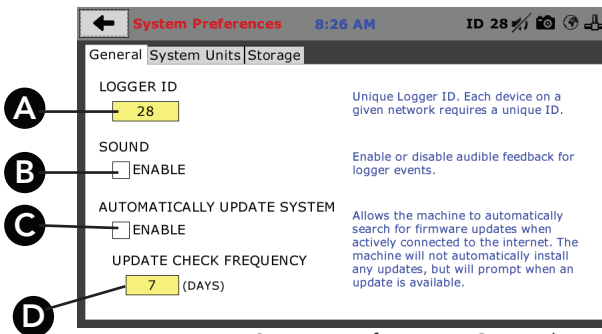 System Preferences 8:26 AM ID 28
General System Units Storage
LOGGER ID
A 28
Unique Logger ID. Each device on a
given network requires a unique ID.
SOUND
B ENABLE
Enable or disable audible feedback for
logger events.
AUTOMATICALLY UPDATE SYSTEM
C ENABLE
Allows the machine to automatically
search for firmware updates when
actively connected to the internet. The
machine will not automatically install
any updates, but will prompt when an
update is available.
UPDATE CHECK FREQUENCY
D 7 (DAYS)